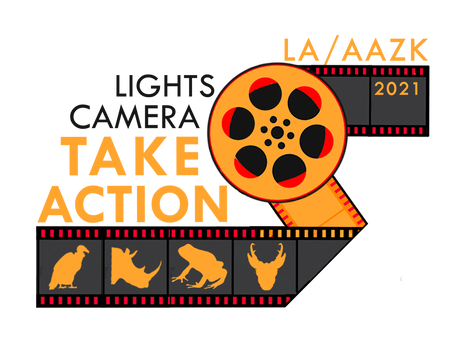 LA/AAZK
2021
LIGHTS
CAMERA
TAKE
ACTION